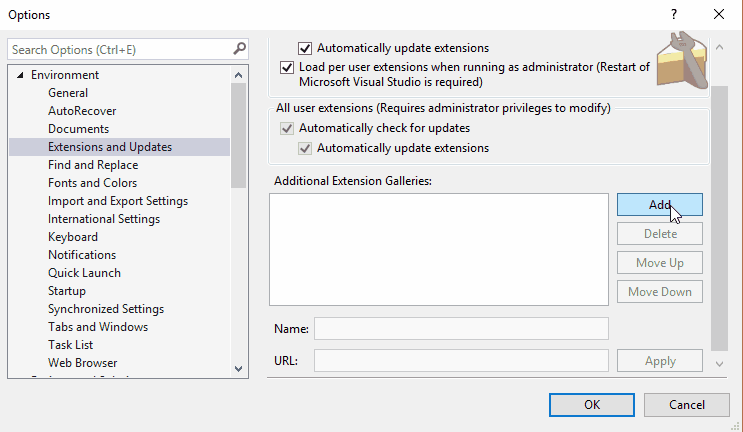 Options
?
Search Options (Ctrl+E)
Environment
General
AutoRecover
Documents
Extensions and Updates
Find and Replace
Fonts and Colors
Import and Export Settings
International Settings
Keyboard
Notifications
Quick Launch
Startup
Synchronized Settings
Tabs and Windows
Task List
Web Browser
Automatically update extensions
Load per user extensions when running as administrator (Restart of
Microsoft Visual Studio is required)
All user extensions (Requires administrator privileges to modify)
Automatically check for updates
Automatically update extensions
Additional Extension Galleries:
Add
Delete
Move Up
Move Down
Name:
URL:
Apply
OK
Cancel